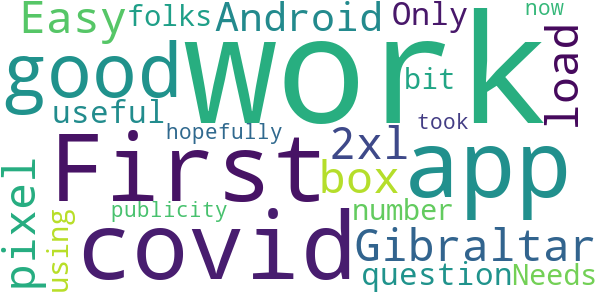 Easy folks Android Only now
good work load
useful bit
hopefully 2xl took
First box app
pixel using publicity number
covid Gibraltar
question Needs